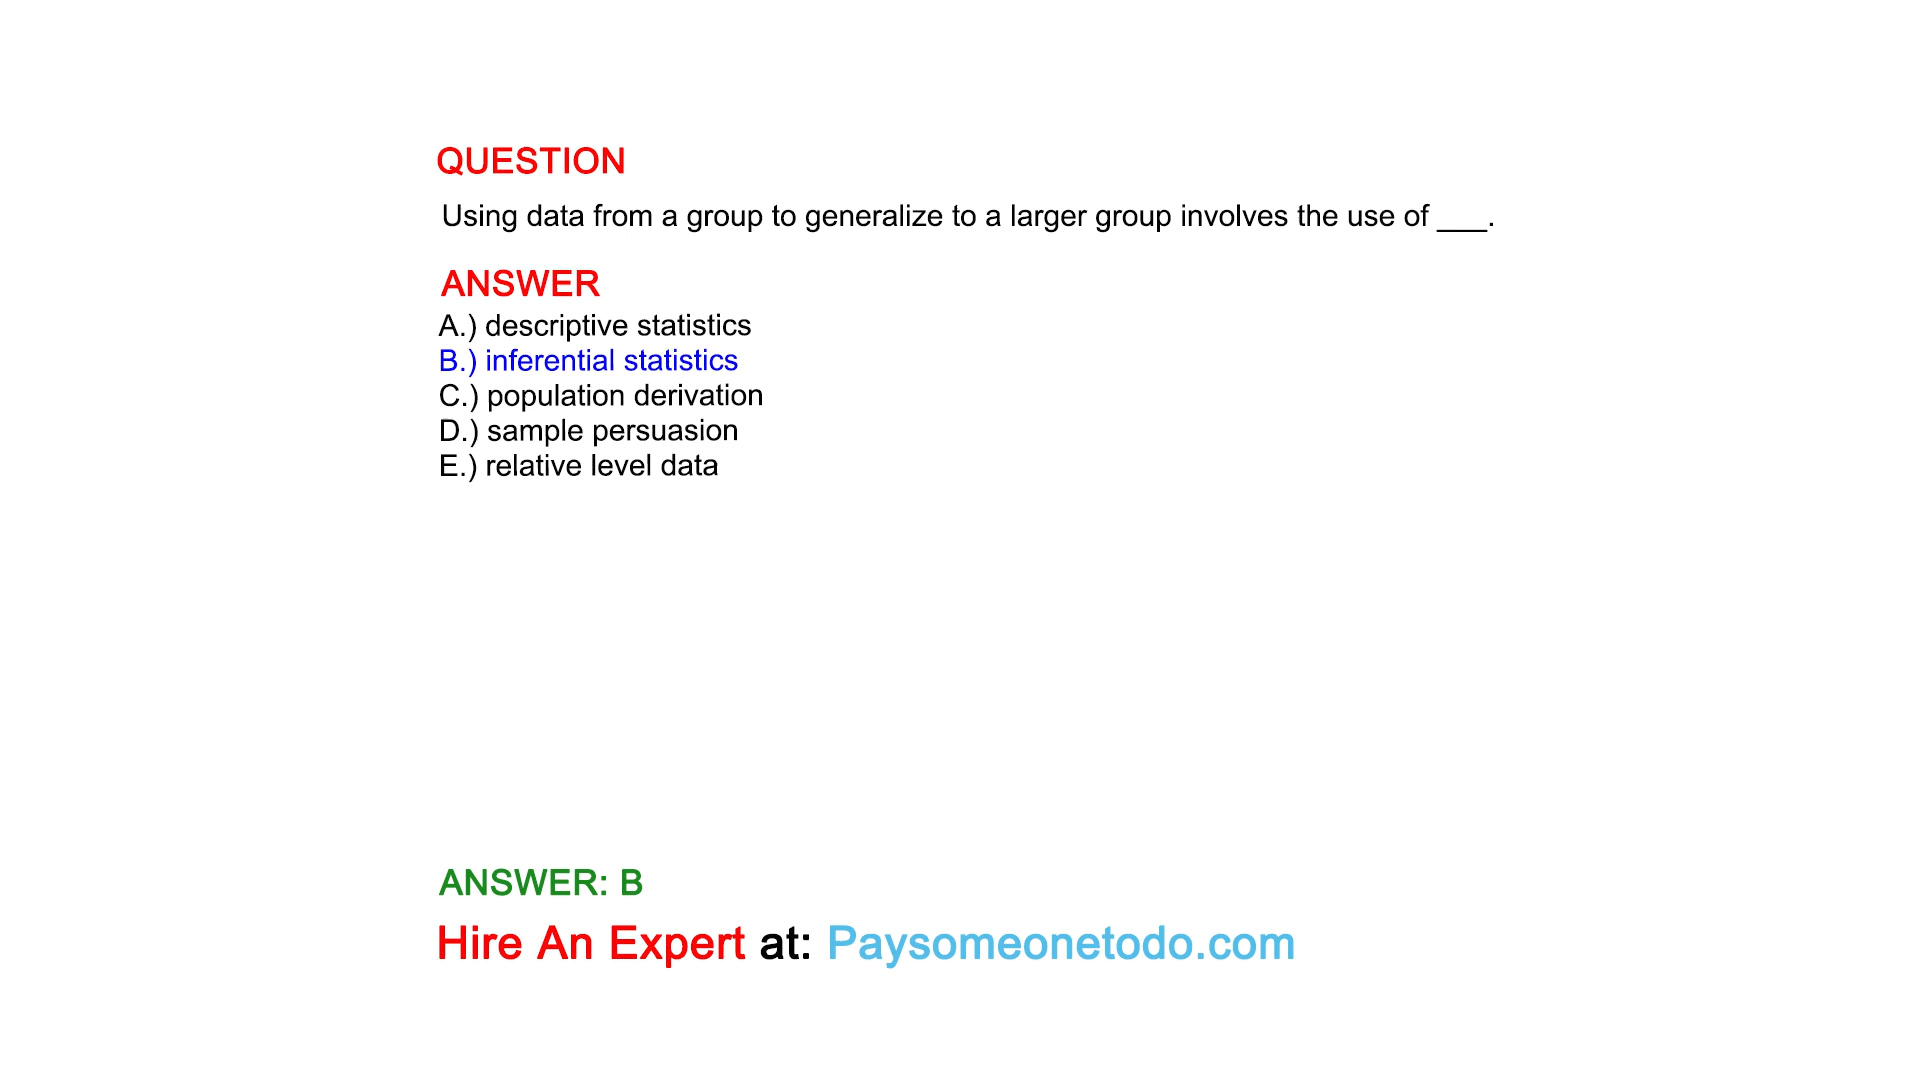 QUESTION
Using data from a group to generalize to a larger group involves the use of ___.
ANSWER
A.) descriptive statistics
B.) inferential statistics
C.) population derivation
D.) sample persuasion
E.) relative level data
ANSWER: B
Hire An Expert at: Paysomeonetodo.com